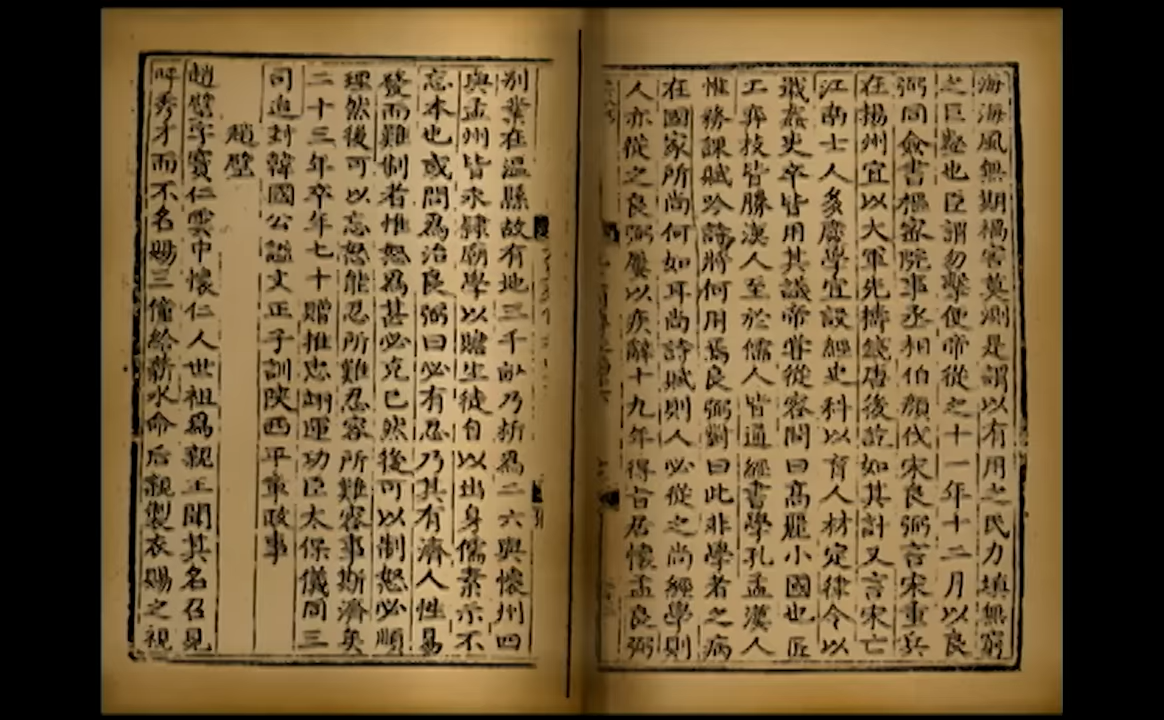 海海風無期禍害莫測是謂以有用之民力填無窮
之巨壑也臣謂勿擊便帝從之十一年十二月以良
弼同僉書樞密院事丞相伯顏伐宋良弼言宋重兵
在揚州宜以大軍先擣錢唐後訖如其計又言宋亡
江南士人多廢學宜設經史科以育人材定律令以
戢姦吏卒皆用其議帝嘗從容問曰高麗小國也匠
工弈技皆勝漢人至於儒人皆通經書學孔孟漢人
惟務課賦吟詩將何用焉良弼對曰此非學者之病
在國家所尚何如耳尚詩賦則人必從之尚經學則
人亦從之良弼屢以疾辭十九年得旨居懷孟良弼
別業在溫縣故有地三千畝乃析爲二六與懷州四
與孟州皆永隸廟學以贍生徒自以出身儒素示不
忘本也或問爲治良弼曰必有忍乃其有濟人性易
發而難制者惟怒爲甚必克己然後可以制怒必順
理然後可以忘怒能忍所難忍容所難容事斯濟矣
二十三年卒年七十贈推忠翊運功臣太保儀同三
司追封韓國公諡文正子訓陝西平章政事
趙璧
趙璧字寶仁雲中懷仁人世祖爲親王聞其名召見
呼秀才而不名賜三僮給薪水命后親製衣賜之視